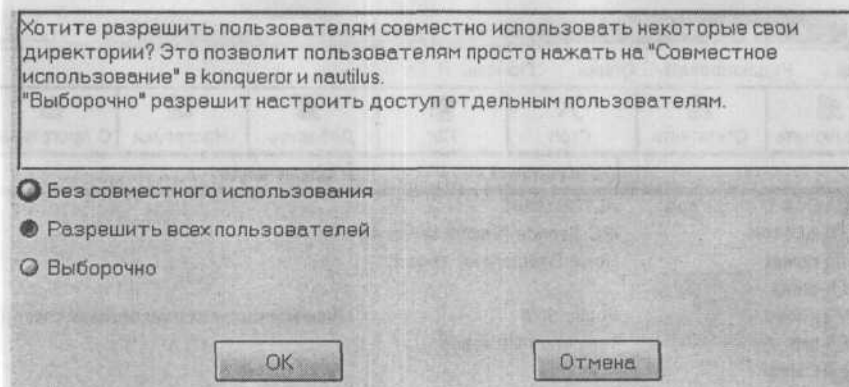 Хотите разрешить пользователям совместно использовать некоторые свои
директории? Это позволит пользователям просто нажать на "Совместное
использование" в konqueror и nautilus.
"Выборочно" разрешит настроить доступ отдельным пользователям.
Без совместного использования
Разрешить всех пользователей
Выборочно
ОК
Отмена